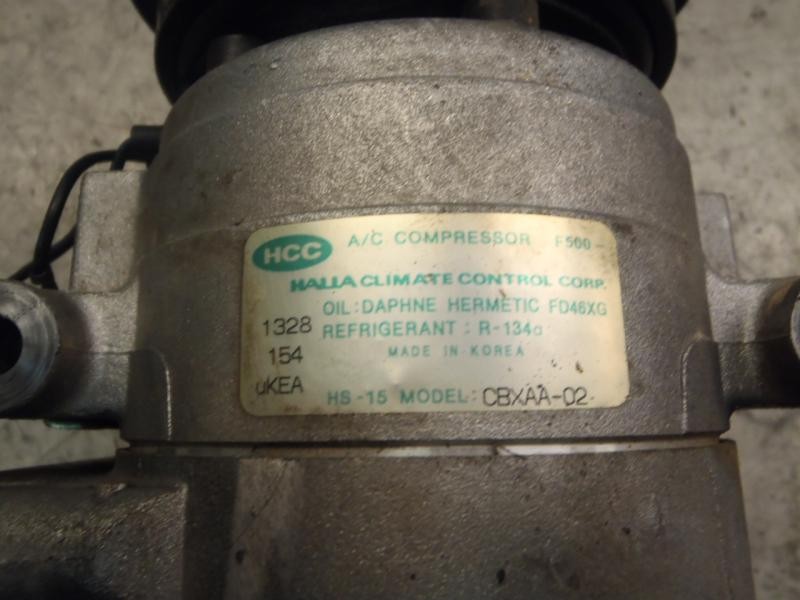 HCC A/C COMPRESSOR F500-
HALLA CLIMATE CONTROL CORP.
OIL: DAPHNE HERMETIC FD46XG
1328 REFRIGERANT: R-134a
154 MADE IN KOREA
uKEA HS-15 MODEL: CBXAA-02